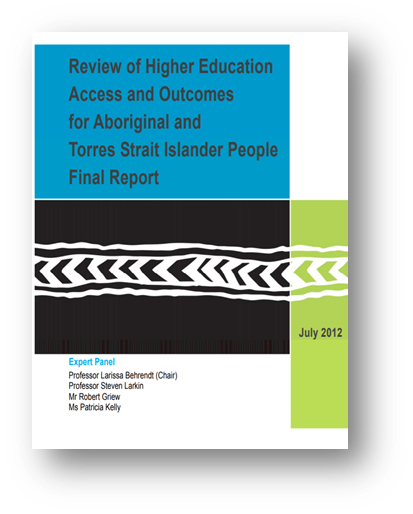 Review of Higher Education
Access and Outcomes
for Aboriginal and
Torres Strait Islander People
Final Report
July 2012
Expert Panel
Professor Larissa Behrendt (Chair)
Professor Steven Larkin
Mr Robert Griew
Ms Patricia Kelly